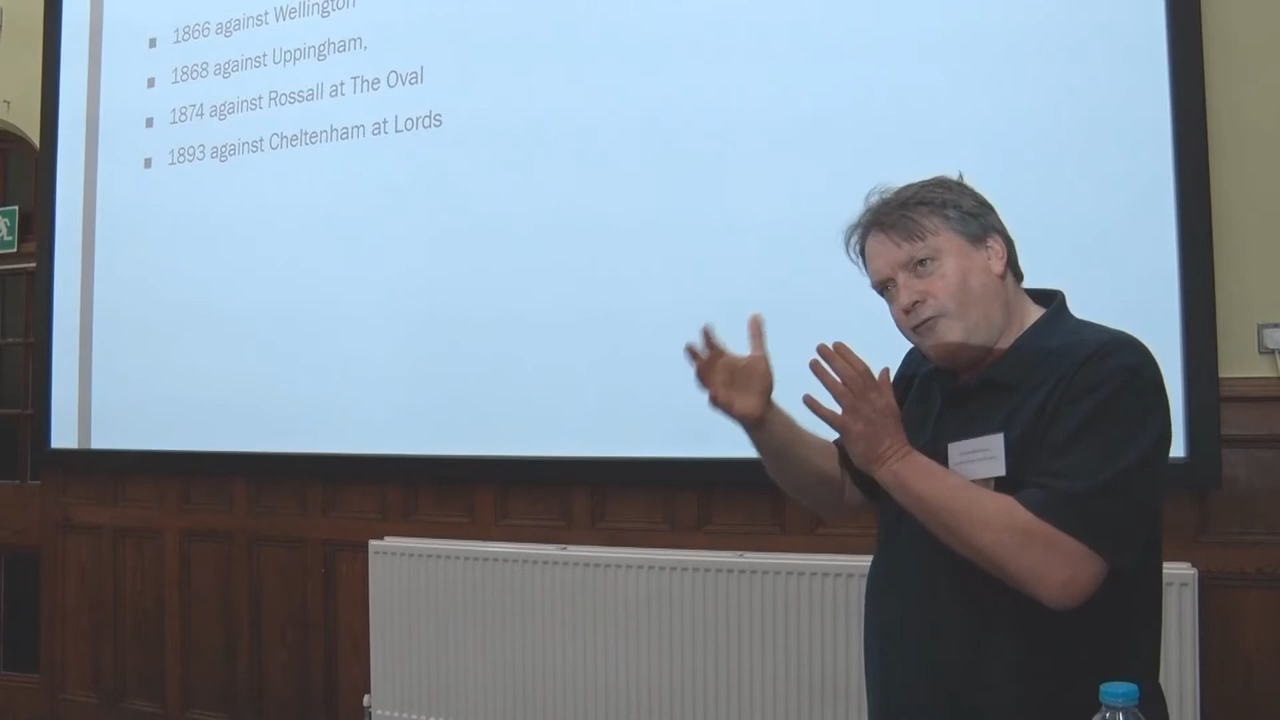 1866 against Wellington
1868 against Uppingham,
1874 against Rossall at The Oval
1893 against Cheltenham at Lords